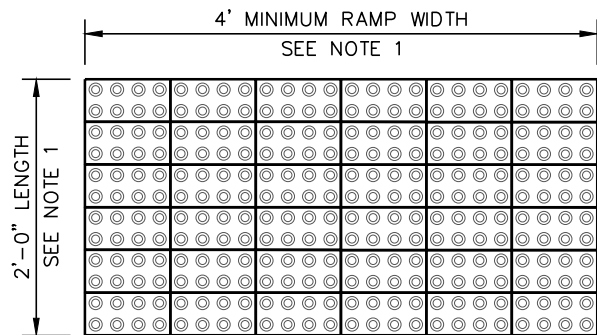 4' MINIMUM RAMP WIDTH
SEE NOTE 1
2'-0" LENGTH
SEE NOTE 1